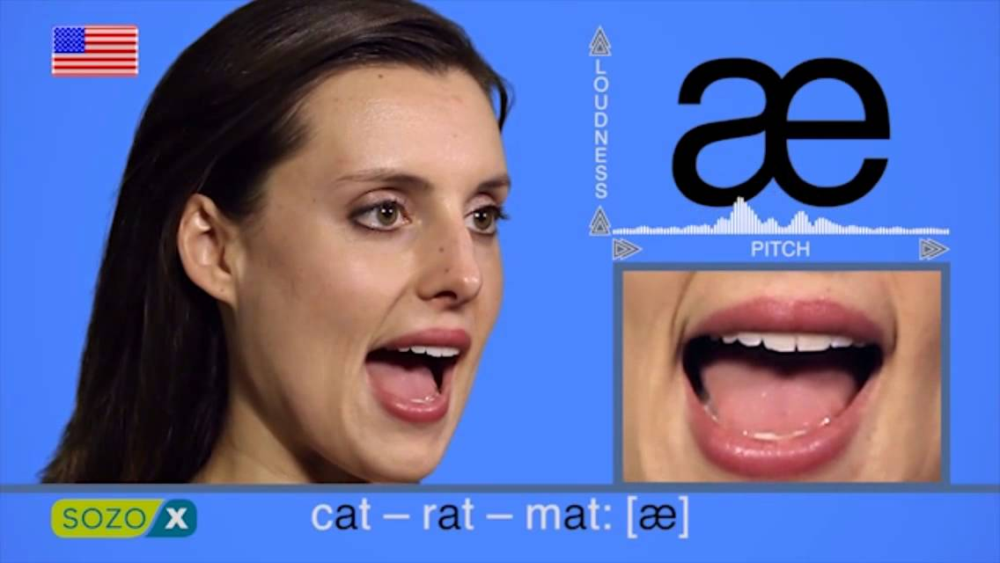 LOUDNESS
æ
PITCH
SOZO X
cat – rat – mat: [æ]